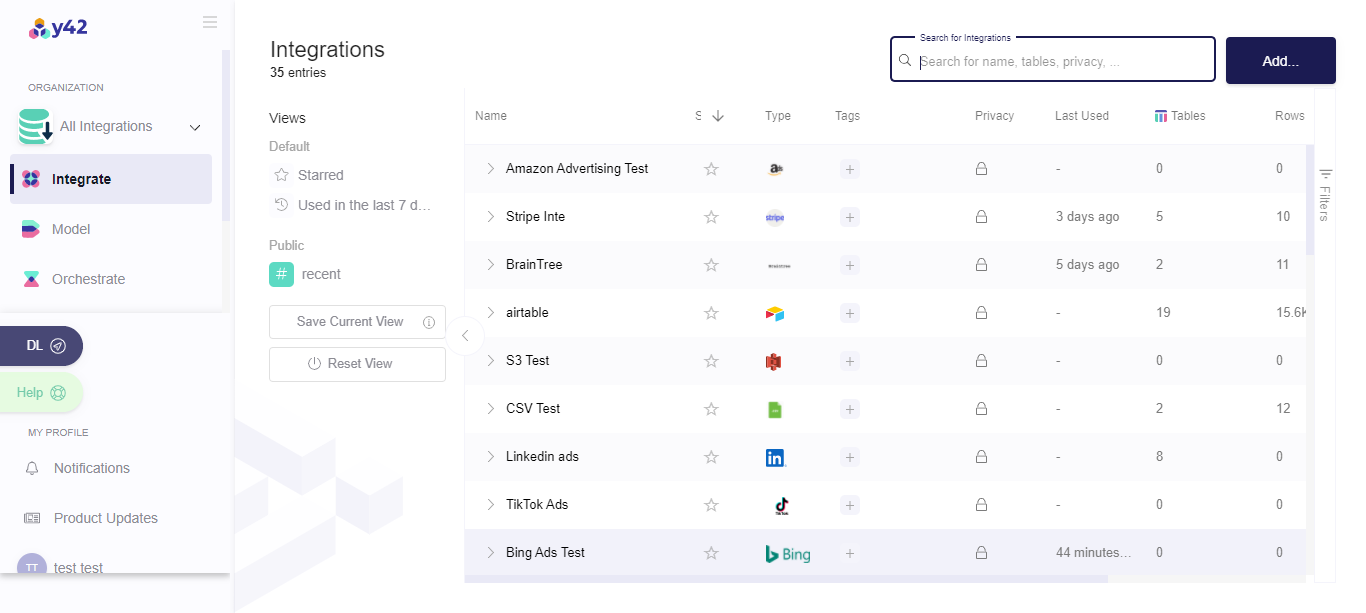 y42
ORGANIZATION
All Integrations
Integrate
Model
Orchestrate
DL
Help
MY PROFILE
Notifications
Product Updates
TT
test test
Integrations
35 entries
Search for Integrations
Search for name, tables, privacy, ...
Add...
Views
Default
Starred
Used in the last 7 d...
Public
# recent
Save Current View
Reset View
Name S Type Tags Privacy Last Used Tables Rows
Amazon Advertising Test - 0 0
Stripe Inte stripe 3 days ago 5 10
BrainTree 5 days ago 2 11
airtable - 19 15.6K
S3 Test - 0 0
CSV Test - 2 12
Linkedin ads in - 8 0
TikTok Ads - 0 0
Bing Ads Test Bing 44 minutes... 0 0
Filters